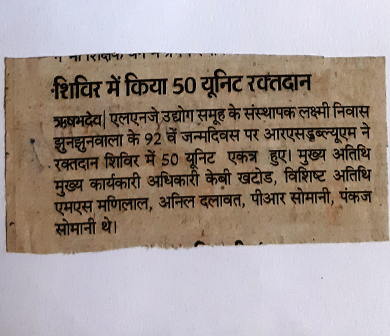 शिविर में किया 50 यूनिट रक्तदान
ऋषभदेव| एलएनजे उद्योग समूह के संस्थापक लक्ष्मी निवास
झुनझुनवाला के 92 वें जन्मदिवस पर आरएसडब्ल्यूएम ने
रक्तदान शिविर में 50 यूनिट एकत्र हुए। मुख्य अतिथि
मुख्य कार्यकारी अधिकारी केबी खटोड, विशिष्ट अतिथि
एमएस मणिलाल, अनिल दलावत, पीआर सोमानी, पंकज
सोमानी थे।